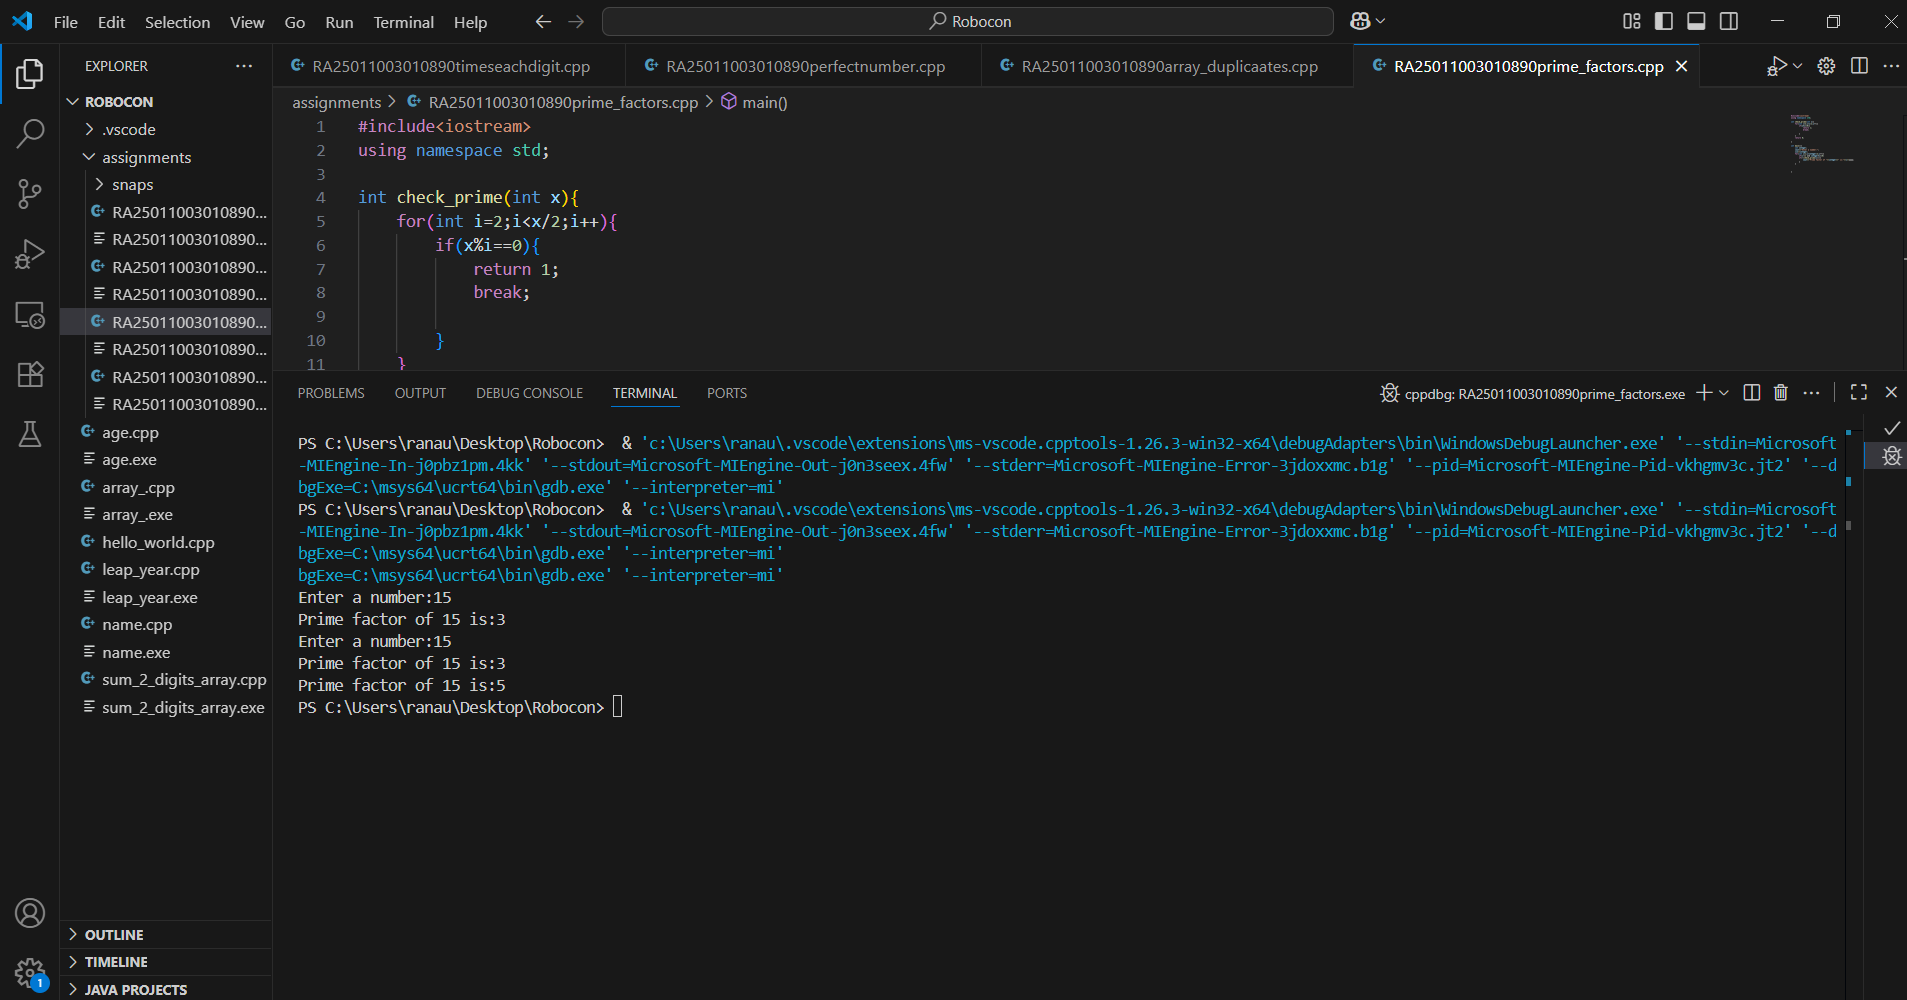 File Edit Selection View Go Run Terminal Help
Robocon
EXPLORER
ROBOCON
.vscode
assignments
snaps
RA25011003010890...
RA25011003010890...
RA25011003010890...
RA25011003010890...
RA25011003010890...
RA25011003010890...
RA25011003010890...
RA25011003010890...
age.cpp
age.exe
array_.cpp
array_.exe
hello_world.cpp
leap_year.cpp
leap_year.exe
name.cpp
name.exe
sum_2_digits_array.cpp
sum_2_digits_array.exe
OUTLINE
TIMELINE
JAVA PROJECTS
1
RA25011003010890timeseachdigit.cpp RA25011003010890perfectnumber.cpp RA25011003010890array_duplicaates.cpp RA25011003010890prime_factors.cpp
assignments > RA25011003010890prime_factors.cpp > main()
1 #include<iostream>
2 using namespace std;
3
4 int check_prime(int x){
5 for(int i=2;i<x/2;i++){
6 if(x%i==0){
7 return 1;
8 break;
9
10 }
11 }
PROBLEMS OUTPUT DEBUG CONSOLE TERMINAL PORTS
cppdbg: RA25011003010890prime_factors.exe
PS C:\Users\ranau\Desktop\Robocon> & 'c:\Users\ranau\.vscode\extensions\ms-vscode.cpptools-1.26.3-win32-x64\debugAdapters\bin\WindowsDebugLauncher.exe' '--stdin=Microsoft
-MIEngine-In-j0pbz1pm.4kk' '--stdout=Microsoft-MIEngine-Out-j0n3seex.4fw' '--stderr=Microsoft-MIEngine-Error-3jdoxxmc.b1g' '--pid=Microsoft-MIEngine-Pid-vkhgmv3c.jt2' '--d
bgExe=C:\msys64\ucrt64\bin\gdb.exe' '--interpreter=mi'
PS C:\Users\ranau\Desktop\Robocon> & 'c:\Users\ranau\.vscode\extensions\ms-vscode.cpptools-1.26.3-win32-x64\debugAdapters\bin\WindowsDebugLauncher.exe' '--stdin=Microsoft
-MIEngine-In-j0pbz1pm.4kk' '--stdout=Microsoft-MIEngine-Out-j0n3seex.4fw' '--stderr=Microsoft-MIEngine-Error-3jdoxxmc.b1g' '--pid=Microsoft-MIEngine-Pid-vkhgmv3c.jt2' '--d
bgExe=C:\msys64\ucrt64\bin\gdb.exe' '--interpreter=mi'
bgExe=C:\msys64\ucrt64\bin\gdb.exe' '--interpreter=mi'
Enter a number:15
Prime factor of 15 is:3
Enter a number:15
Prime factor of 15 is:3
Prime factor of 15 is:5
PS C:\Users\ranau\Desktop\Robocon>